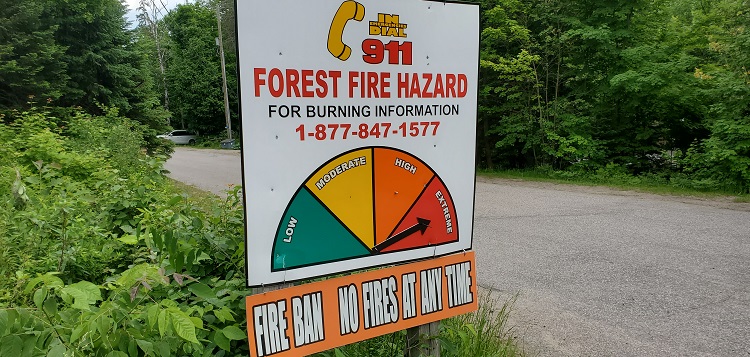 IN
EMERGENCY
DIAL
911
FOREST FIRE HAZARD
FOR BURNING INFORMATION
1-877-847-1577
LOW
MODERATE
HIGH
EXTREME
FIRE BAN NO FIRES AT ANY TIME